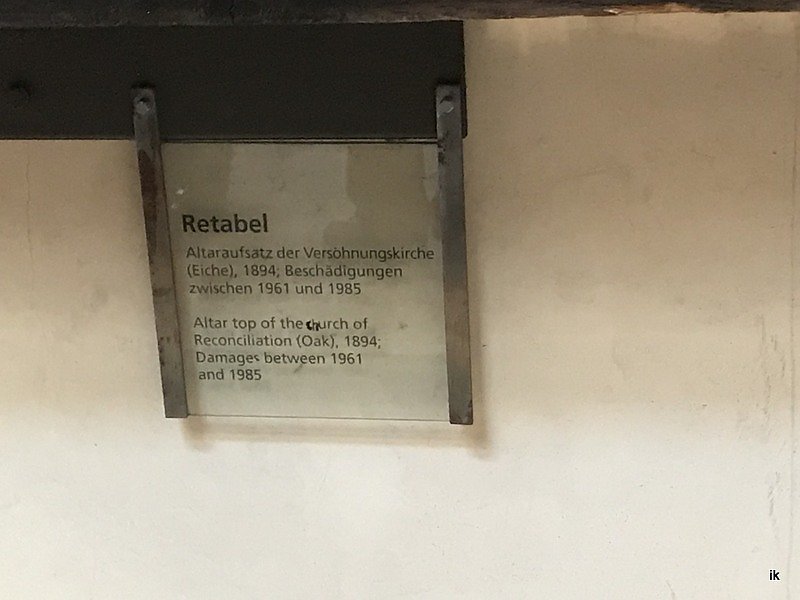 Retabel
Altaraufsatz der Versöhnungskirche
(Eiche), 1894; Beschädigungen
zwischen 1961 und 1985
Altar top of the church of
Reconciliation (Oak), 1894;
Damages between 1961
and 1985
ik